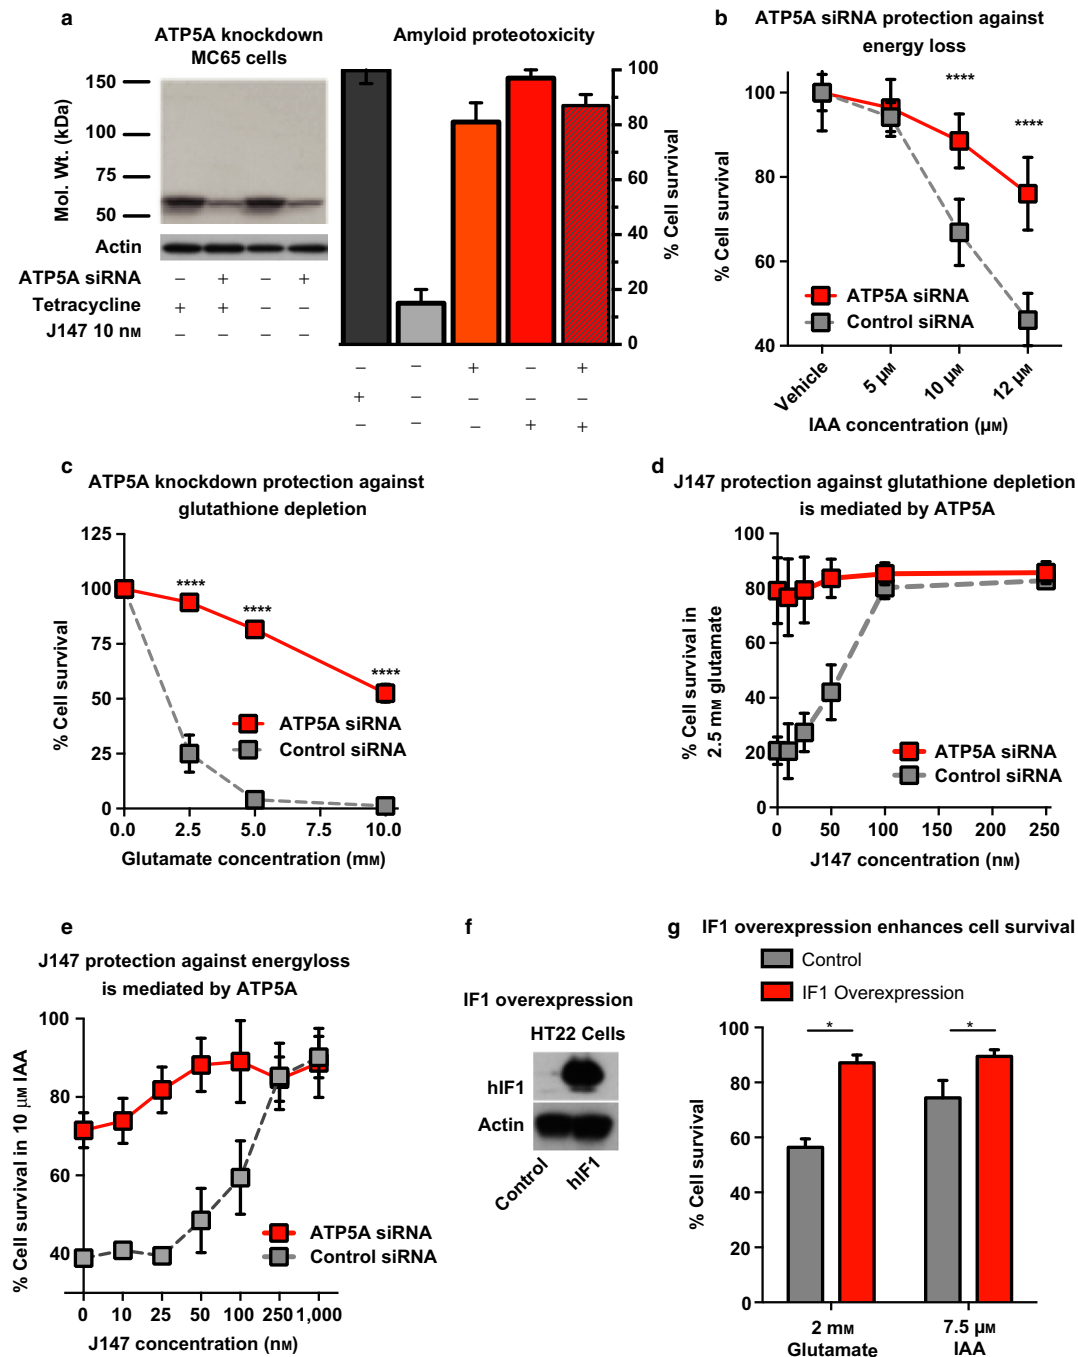 a
ATP5A knockdown
MC65 cells
Mol. Wt. (kDa)
150
100
75
50
Actin
ATP5A siRNA – + – +
Tetracycline + + – –
J147 10 nM – – – –
Amyloid proteotoxicity
100
80
60
40
20
0
% Cell survival
– – + – +
+ – – – –
– – – + +
b
ATP5A siRNA protection against
energy loss
% Cell survival
100
80
60
40
****
****
ATP5A siRNA
Control siRNA
Vehicle
5 µM
10 µM
12 µM
IAA concentration (µM)
c
ATP5A knockdown protection against
glutathione depletion
% Cell survival
125
100
75
50
25
0
****
****
****
ATP5A siRNA
Control siRNA
0.0 2.5 5.0 7.5 10.0
Glutamate concentration (mM)
d
J147 protection against glutathione depletion
is mediated by ATP5A
% Cell survival in
2.5 mM glutamate
100
80
60
40
20
0
ATP5A siRNA
Control siRNA
0 50 100 150 200 250
J147 concentration (nM)
e
J147 protection against energyloss
is mediated by ATP5A
% Cell survival in 10 µM IAA
100
80
60
40
ATP5A siRNA
Control siRNA
0 10 25 50 100 250 1,000
J147 concentration (nM)
f
IF1 overexpression
HT22 Cells
hIF1
Actin
Control
hIF1
g
IF1 overexpression enhances cell survival
Control
IF1 Overexpression
% Cell survival
100
80
60
40
20
0
*
*
2 mM
Glutamate
7.5 µM
IAA